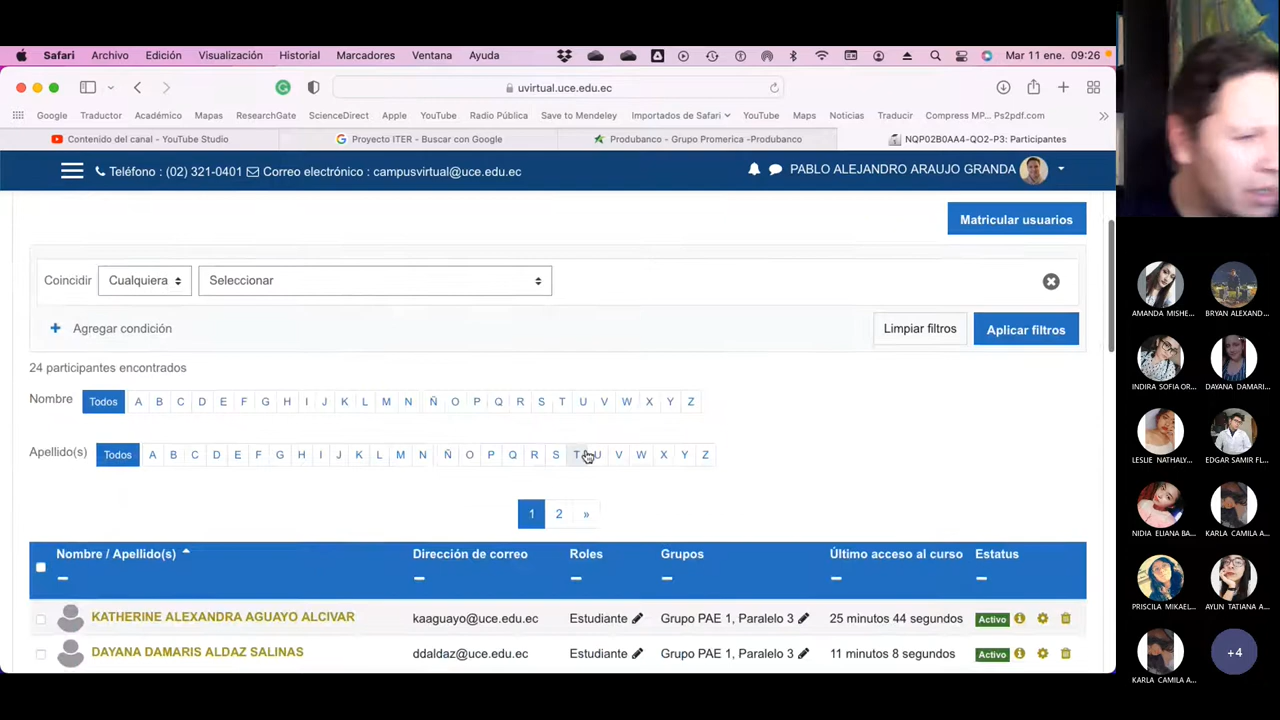 Safari Archivo Edición Visualización Historial Marcadores Ventana Ayuda Mar 11 ene. 09:26
uvirtual.uce.edu.ec
Google Traductor Académico Mapas ResearchGate ScienceDirect Apple YouTube Radio Pública Save to Mendeley Importados de Safari YouTube Maps Noticias Traducir Compress MP... Ps2pdf.com
Contenido del canal - YouTube Studio Proyecto ITER - Buscar con Google Produbanco - Grupo Promerica -Produbanco NQP02B0AA4-QO2-P3: Participantes
Teléfono : (02) 321-0401 Correo electrónico : campusvirtual@uce.edu.ec PABLO ALEJANDRO ARAUJO GRANDA
Matricular usuarios
Coincidir Cualquiera Seleccionar
+ Agregar condición Limpiar filtros Aplicar filtros
24 participantes encontrados
Nombre Todos A B C D E F G H I J K L M N Ñ O P Q R S T U V W X Y Z
Apellido(s) Todos A B C D E F G H I J K L M N Ñ O P Q R S T U V W X Y Z
1 2 »
Nombre / Apellido(s) Dirección de correo Roles Grupos Último acceso al curso Estatus
KATHERINE ALEXANDRA AGUAYO ALCIVAR kaaguayo@uce.edu.ec Estudiante Grupo PAE 1, Paralelo 3 25 minutos 44 segundos Activo
DAYANA DAMARIS ALDAZ SALINAS ddaldaz@uce.edu.ec Estudiante Grupo PAE 1, Paralelo 3 11 minutos 8 segundos Activo
AMANDA MISHE... BRYAN ALEXAND...
INDIRA SOFIA OR... DAYANA DAMARI...
LESLIE NATHALY... EDGAR SAMIR FL...
NIDIA ELIANA BA... KARLA CAMILA A...
PRISCILA MIKAEL... AYLIN TATIANA A...
KARLA CAMILA A... +4